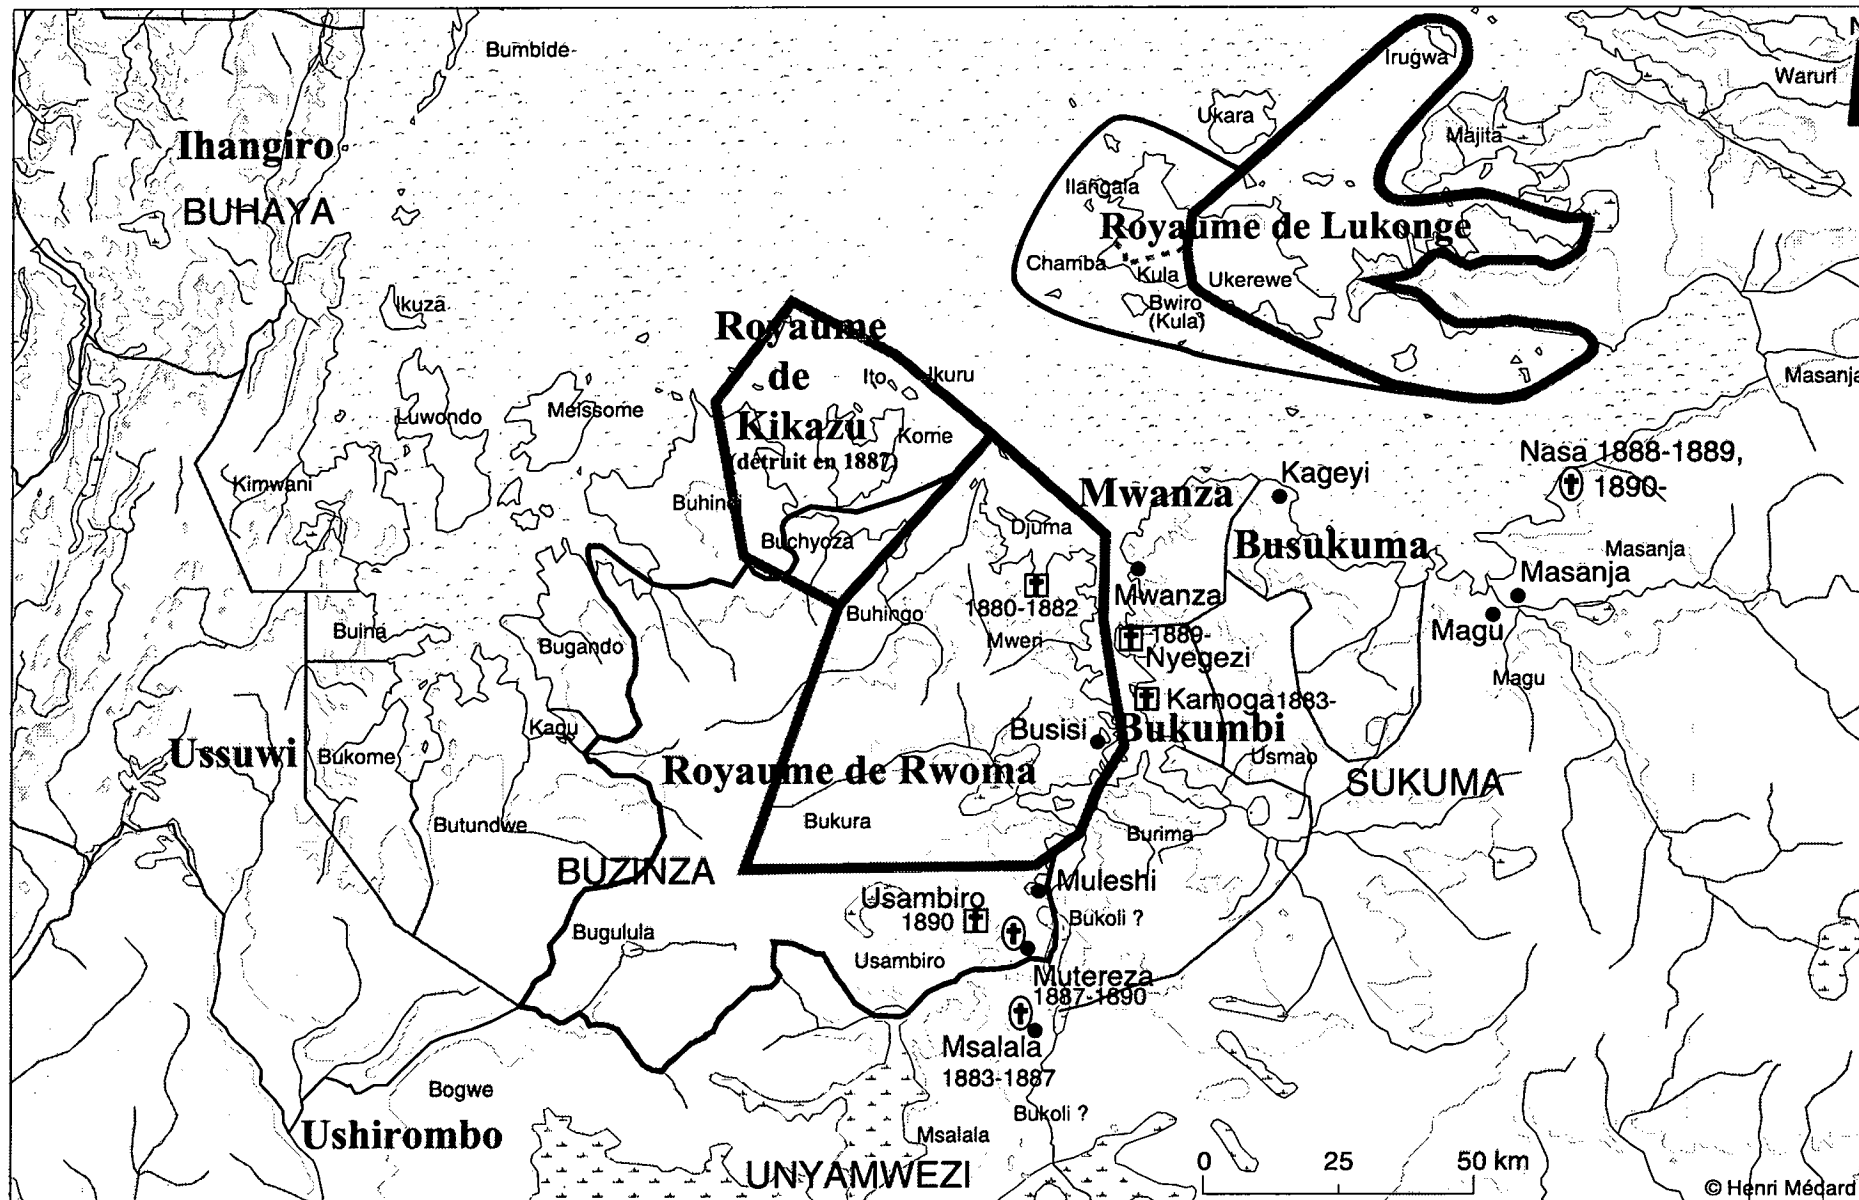 Bumbide
Irugwa
Waruri
Ukara
Majita
Ihangiro
BUHAYA
Ilangala
Royaume de Lukonge
Chamba
Kula
Ukerewe
Bwiro
(Kula)
Ikuza
Royaume
de
Kikazu
(détruit en 1887)
Ito
Ikuru
Kome
Masanja
Luwondo
Meissome
Kimwani
Buhindi
Buchyoza
Mwanza
Kageyi
Nasa 1888-1889,
1890-
Djuma
Busukuma
Masanja
Masanja
1880-1882
Mwanza
Buhingo
Mweri
1889-
Nyegezi
Magu
Magu
Buina
Bugando
Kamoga 1883-
Kagu
Busisi
Bukumbi
Usmao
Ussuwi
Bukome
Royaume de Rwoma
SUKUMA
Butundwe
Bukura
Burima
BUZINZA
Usambiro
1890
Muleshi
Bukoli ?
Bugulula
Usambiro
Mutereza
1887-1890
Msalala
1883-1887
Bogwe
Bukoli ?
Ushirombo
Msalala
UNYAMWEZI
0 25 50 km
© Henri Médard